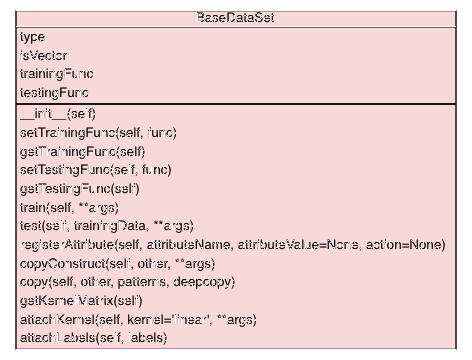 BaseDataSet
type
isVector
trainingFunc
testingFunc
__init__(self)
setTrainingFunc(self, func)
getTrainingFunc(self)
setTestingFunc(self, func)
getTestingFunc(self)
train(self, **args)
test(self, trainingData, **args)
registerAttribute(self, attributeName, attributeValue=None, action=None)
copyConstruct(self, other, **args)
copy(self, other, patterns, deepcopy)
getKernelMatrix(self)
attachKernel(self, kernel='linear', **args)
attachLabels(self, labels)